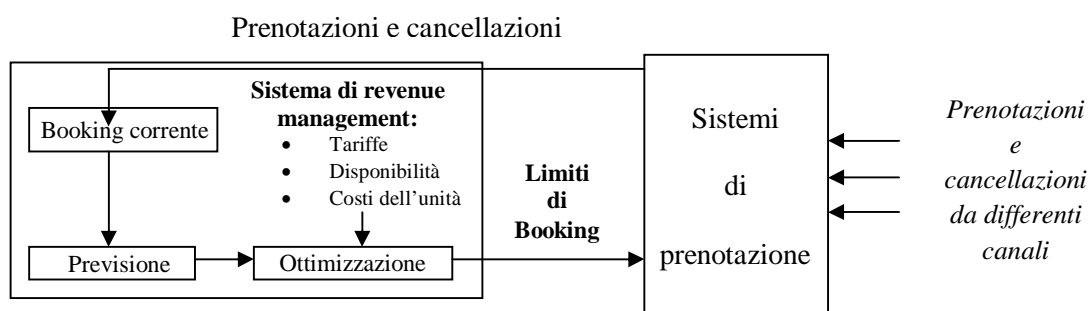 Prenotazioni e cancellazioni
Sistema di revenue
management:
• Tariffe
• Disponibilità
• Costi dell’unità
Booking corrente
Previsione
Ottimizzazione
Limiti
di
Booking
Sistemi
di
prenotazione
Prenotazioni
e
cancellazioni
da differenti
canali